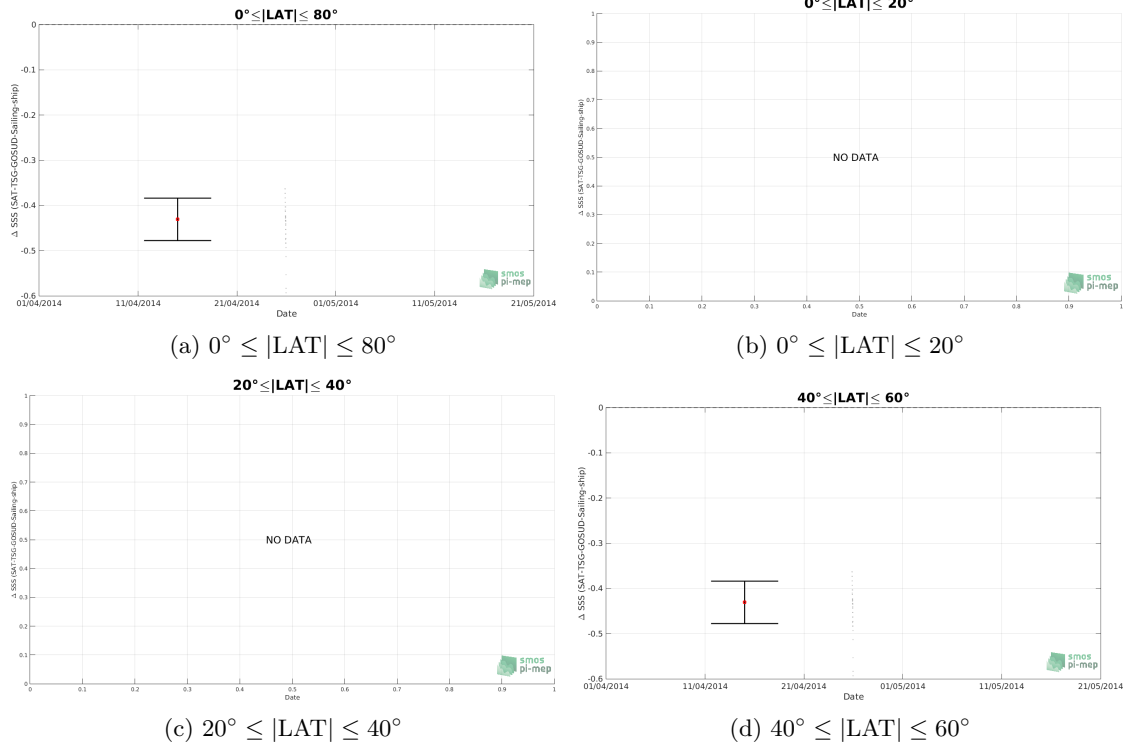 0°≤|LAT|≤ 80°
0
-0.1
-0.2
-0.3
-0.4
-0.5
-0.6
Δ SSS (SAT-TSG-GOSUD-Sailing-ship)
01/04/2014 11/04/2014 21/04/2014 01/05/2014 11/05/2014 21/05/2014
Date
smos
pi-mep
(a) 0° ≤ |LAT| ≤ 80°
0°≤|LAT|≤ 20°
1
0.9
0.8
0.7
0.6
0.5
0.4
0.3
0.2
0.1
0
Δ SSS (SAT-TSG-GOSUD-Sailing-ship)
NO DATA
0 0.1 0.2 0.3 0.4 0.5 0.6 0.7 0.8 0.9 1
Date
smos
pi-mep
(b) 0° ≤ |LAT| ≤ 20°
20°≤|LAT|≤ 40°
1
0.9
0.8
0.7
0.6
0.5
0.4
0.3
0.2
0.1
0
Δ SSS (SAT-TSG-GOSUD-Sailing-ship)
NO DATA
0 0.1 0.2 0.3 0.4 0.5 0.6 0.7 0.8 0.9 1
Date
smos
pi-mep
(c) 20° ≤ |LAT| ≤ 40°
40°≤|LAT|≤ 60°
0
-0.1
-0.2
-0.3
-0.4
-0.5
-0.6
Δ SSS (SAT-TSG-GOSUD-Sailing-ship)
01/04/2014 11/04/2014 21/04/2014 01/05/2014 11/05/2014 21/05/2014
Date
smos
pi-mep
(d) 40° ≤ |LAT| ≤ 60°